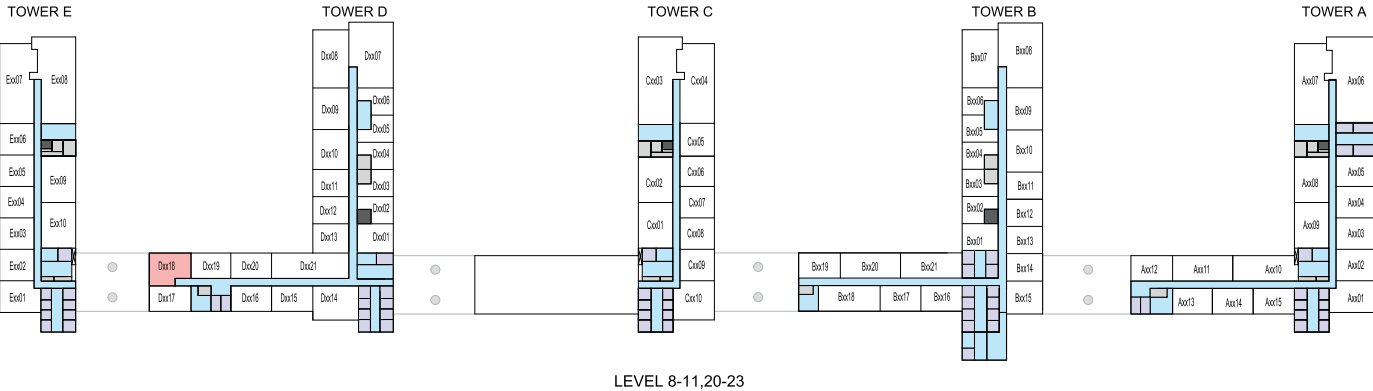 TOWER E
TOWER D
TOWER C
TOWER B
TOWER A
Exx07
Exx08
Exx06
Exx05
Exx09
Exx04
Exx10
Exx03
Exx02
Exx01
Dxx08
Dxx07
Dxx06
Dxx09
Dxx05
Dxx10
Dxx04
Dxx11
Dxx03
Dxx12
Dxx02
Dxx13
Dxx01
Dxx18
Dxx19
Dxx20
Dxx21
Dxx17
Dxx16
Dxx15
Dxx14
Cxx03
Cxx04
Cxx05
Cxx06
Cxx02
Cxx07
Cxx01
Cxx08
Cxx09
Cxx10
Bxx07
Bxx08
Bxx06
Bxx09
Bxx05
Bxx10
Bxx04
Bxx03
Bxx11
Bxx02
Bxx12
Bxx01
Bxx13
Bxx19
Bxx20
Bxx21
Bxx14
Bxx18
Bxx17
Bxx16
Bxx15
Axx07
Axx06
Axx05
Axx08
Axx04
Axx09
Axx03
Axx12
Axx11
Axx10
Axx02
Axx13
Axx14
Axx15
Axx01
LEVEL 8-11,20-23